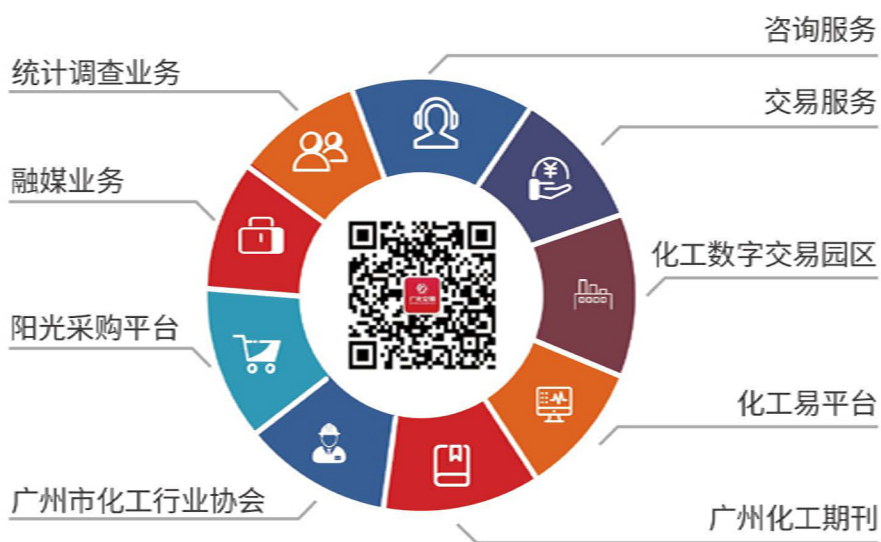 咨询服务
统计调查业务
交易服务
融媒业务
化工数字交易园区
阳光采购平台
化工易平台
广州市化工行业协会
广州化工期刊
¥